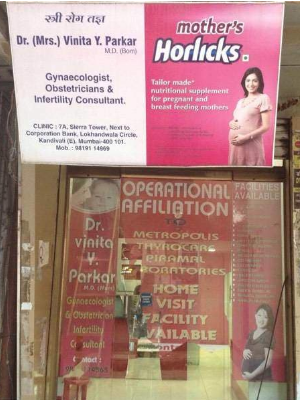 स्त्री रोग तज्ञ
Dr. (Mrs.) Vinita Y. Parkar
M.D. (Bom)
Gynaecologist,
Obstetricians &
Infertility Consultant.
CLINIC : 7A, Sierra Tower, Next to
Corporation Bank, Lokhandwala Circle,
Kandivali (E), Mumbai-400 101.
Mob. : 98191 14969
mother's
Horlicks
Tailor made*
nutritional supplement
for pregnant and
breast feeding mothers
OPERATIONAL
AFFILIATION
TO
METROPOLIS
THYROCARE
PIRAMAL
LABORATORIES
HOME
VISIT
FACILITY
AVAILABLE
Dr.
vinita
Y.
Parkar
M.D.
Gynaecologist
& Obstetrician
Infertility
Consultant
Contact :
FACILITIES
AVAILABLE